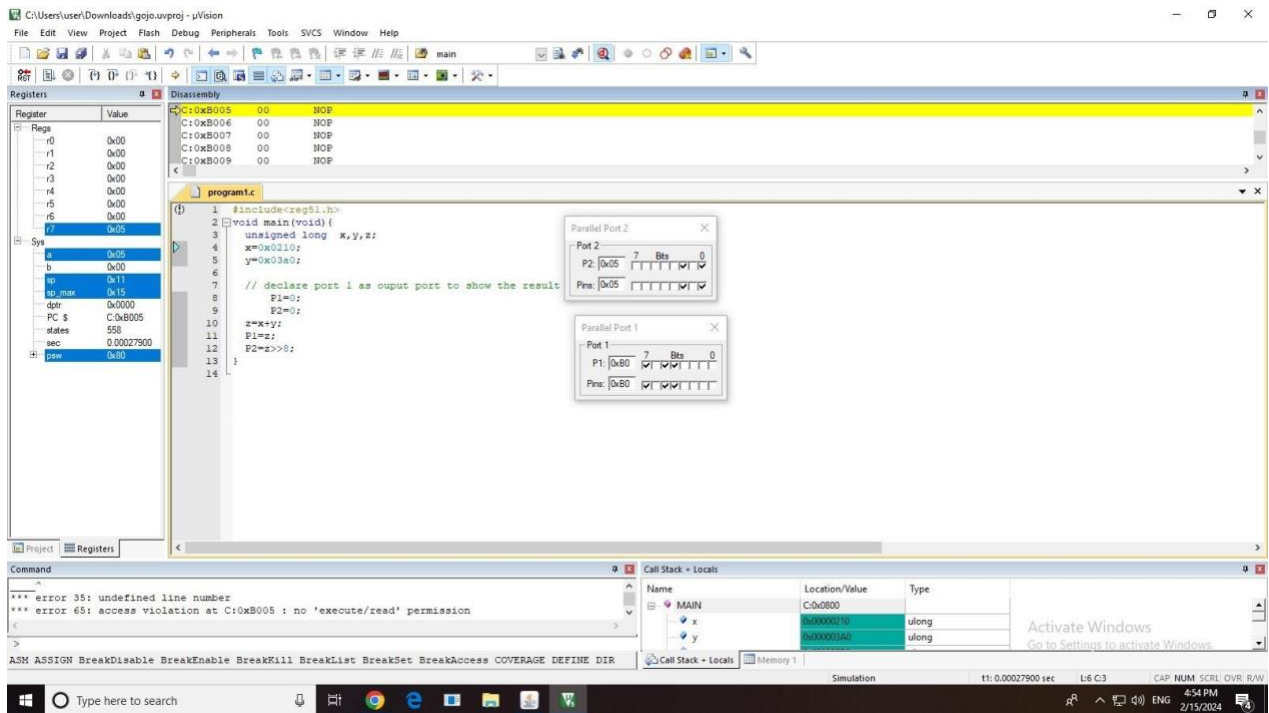 C:\Users\user\Downloads\gojo.uvproj - µVision
File Edit View Project Flash Debug Peripherals Tools SVCS Window Help
main
Registers
Register Value
Regs
r0 0x00
r1 0x00
r2 0x00
r3 0x00
r4 0x00
r5 0x00
r6 0x00
r7 0x05
Sys
a 0x05
b 0x00
sp 0x11
sp_max 0x15
dptr 0x0000
PC $ C:0xB005
states 558
sec 0.00027900
psw 0x80
Project Registers
Disassembly
C:0xB005 00 NOP
C:0xB006 00 NOP
C:0xB007 00 NOP
C:0xB008 00 NOP
C:0xB009 00 NOP
program1.c
1 #include<reg51.h>
2 void main(void){
3 unsigned long x,y,z;
4 x=0x0210;
5 y=0x03a0;
6
7 // declare port 1 as ouput port to show the result
8 P1=0;
9 P2=0;
10 z=x+y;
11 P1=z;
12 P2=z>>8;
13 }
14
Parallel Port 2
Port 2
7 Bits 0
P2: 0x05
Pins: 0x05
Parallel Port 1
Port 1
7 Bits 0
P1: 0xB0
Pins: 0xB0
Command
^
*** error 35: undefined line number
*** error 65: access violation at C:0xB005 : no 'execute/read' permission
>
ASM ASSIGN BreakDisable BreakEnable BreakKill BreakList BreakSet BreakAccess COVERAGE DEFINE DIR
Call Stack + Locals
Name Location/Value Type
MAIN C:0x0800
x 0x00000210 ulong
y 0x000003A0 ulong
Call Stack + Locals Memory 1
Activate Windows
Go to Settings to activate Windows.
Simulation t1: 0.00027900 sec L:6 C:3 CAP NUM SCRL OVR R/W
Type here to search
ENG
4:54 PM
2/15/2024
4